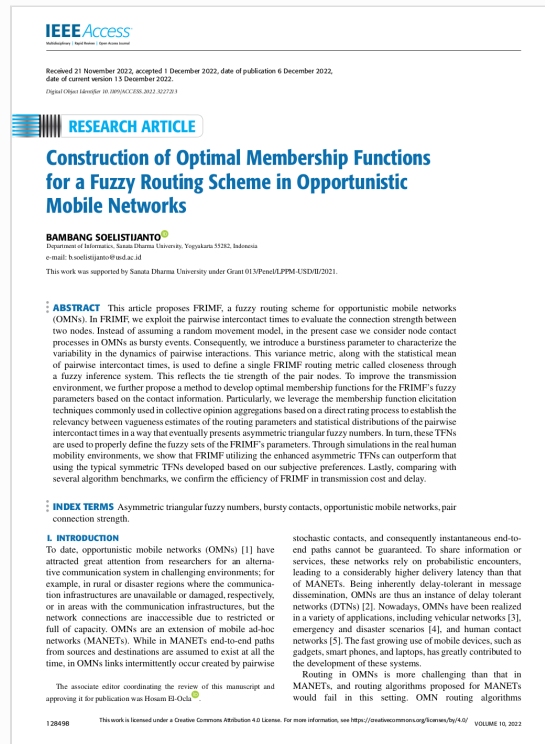 IEEE Access
Multidisciplinary | Rapid Review | Open Access Journal
Received 21 November 2022, accepted 1 December 2022, date of publication 6 December 2022,
date of current version 13 December 2022.
Digital Object Identifier 10.1109/ACCESS.2022.3227213
RESEARCH ARTICLE
Construction of Optimal Membership Functions
for a Fuzzy Routing Scheme in Opportunistic
Mobile Networks
BAMBANG SOELISTIJANTO
Department of Informatics, Sanata Dharma University, Yogyakarta 55282, Indonesia
e-mail: b.soelistijanto@usd.ac.id
This work was supported by Sanata Dharma University under Grant 013/Penel/LPPM-USD/II/2021.
ABSTRACT This article proposes FRIMF, a fuzzy routing scheme for opportunistic mobile networks
(OMNs). In FRIMF, we exploit the pairwise intercontact times to evaluate the connection strength between
two nodes. Instead of assuming a random movement model, in the present case we consider node contact
processes in OMNs as bursty events. Consequently, we introduce a burstiness parameter to characterize the
variability in the dynamics of pairwise interactions. This variance metric, along with the statistical mean
of pairwise intercontact times, is used to define a single FRIMF routing metric called closeness through
a fuzzy inference system. This reflects the tie strength of the pair nodes. To improve the transmission
environment, we further propose a method to develop optimal membership functions for the FRIMF's fuzzy
parameters based on the contact information. Particularly, we leverage the membership function elicitation
techniques commonly used in collective opinion aggregations based on a direct rating process to establish the
relevancy between vagueness estimates of the routing parameters and statistical distributions of the pairwise
intercontact times in a way that eventually presents asymmetric triangular fuzzy numbers. In turn, these TFNs
are used to properly define the fuzzy sets of the FRIMF's parameters. Through simulations in the real human
mobility environments, we show that FRIMF utilizing the enhanced asymmetric TFNs can outperform that
using the typical symmetric TFNs developed based on our subjective preferences. Lastly, comparing with
several algorithm benchmarks, we confirm the efficiency of FRIMF in transmission cost and delay.
INDEX TERMS Asymmetric triangular fuzzy numbers, bursty contacts, opportunistic mobile networks, pair
connection strength.
I. INTRODUCTION
To date, opportunistic mobile networks (OMNs) [1] have
attracted great attention from researchers for an alterna-
tive communication system in challenging environments; for
example, in rural or disaster regions where the communica-
tion infrastructures are unavailable or damaged, respectively,
or in areas with the communication infrastructures, but the
network connections are inaccessible due to restricted or
full of capacity. OMNs are an extension of mobile ad-hoc
networks (MANETs). While in MANETs end-to-end paths
from sources and destinations are assumed to exist at all the
time, in OMNs links intermittently occur created by pairwise
The associate editor coordinating the review of this manuscript and
approving it for publication was Hosam El-Ocla.
stochastic contacts, and consequently instantaneous end-to-
end paths cannot be guaranteed. To share information or
services, these networks rely on probabilistic encounters,
leading to a considerably higher delivery latency than that
of MANETs. Being inherently delay-tolerant in message
dissemination, OMNs are thus an instance of delay tolerant
networks (DTNs) [2]. Nowadays, OMNs have been realized
in a variety of applications, including vehicular networks [3],
emergency and disaster scenarios [4], and human contact
networks [5]. The fast growing use of mobile devices, such as
gadgets, smart phones, and laptops, has greatly contributed to
the development of these systems.
Routing in OMNs is more challenging than that in
MANETs, and routing algorithms proposed for MANETs
would fail in this setting. OMN routing algorithms
128498
This work is licensed under a Creative Commons Attribution 4.0 License. For more information, see https://creativecommons.org/licenses/by/4.0/
VOLUME 10, 2022